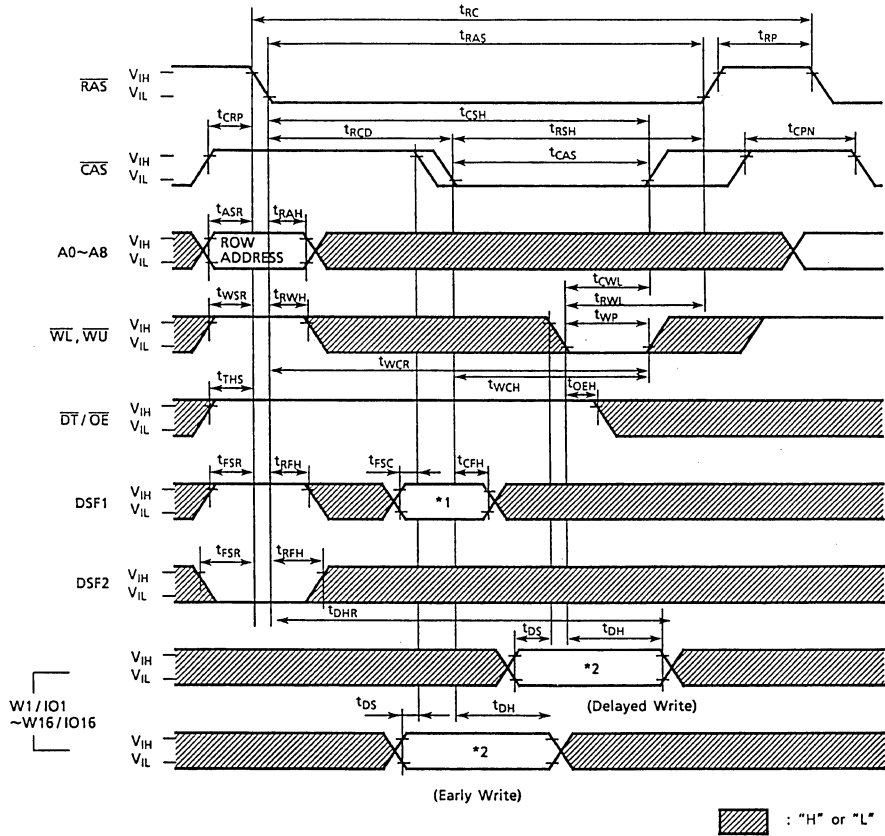 tRC
tRAS
tRP
RAS
VIH
VIL
tCRP
tCSH
tRCD
tRSH
tCPN
CAS
VIH
VIL
tCAS
tASR
tRAH
A0~A8
VIH
VIL
ROW
ADDRESS
tCWL
tWSR
tRWH
tRWL
WL, WU
VIH
VIL
tWP
tWCR
tWCH
tOEH
tTHS
DT/OE
VIH
VIL
tFSR
tRFH
tFSC
tCFH
DSF1
VIH
VIL
*1
tFSR
tRFH
DSF2
VIH
VIL
tDHR
tDS
tDH
VIH
VIL
*2
W1/IO1
~W16/IO16
(Delayed Write)
tDS
tDH
VIH
VIL
*2
(Early Write)
: "H" or "L"